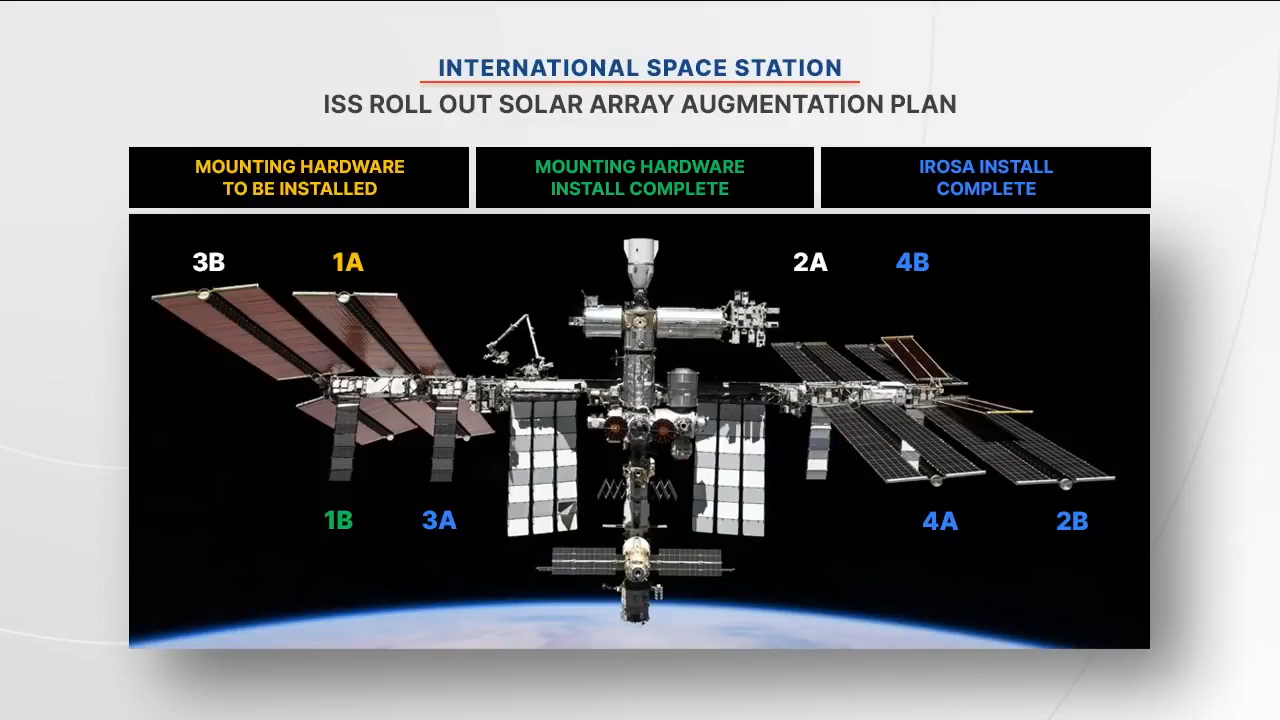 INTERNATIONAL SPACE STATION
ISS ROLL OUT SOLAR ARRAY AUGMENTATION PLAN
MOUNTING HARDWARE
TO BE INSTALLED
MOUNTING HARDWARE
INSTALL COMPLETE
IROSA INSTALL
COMPLETE
3B
1A
2A
4B
1B
3A
4A
2B